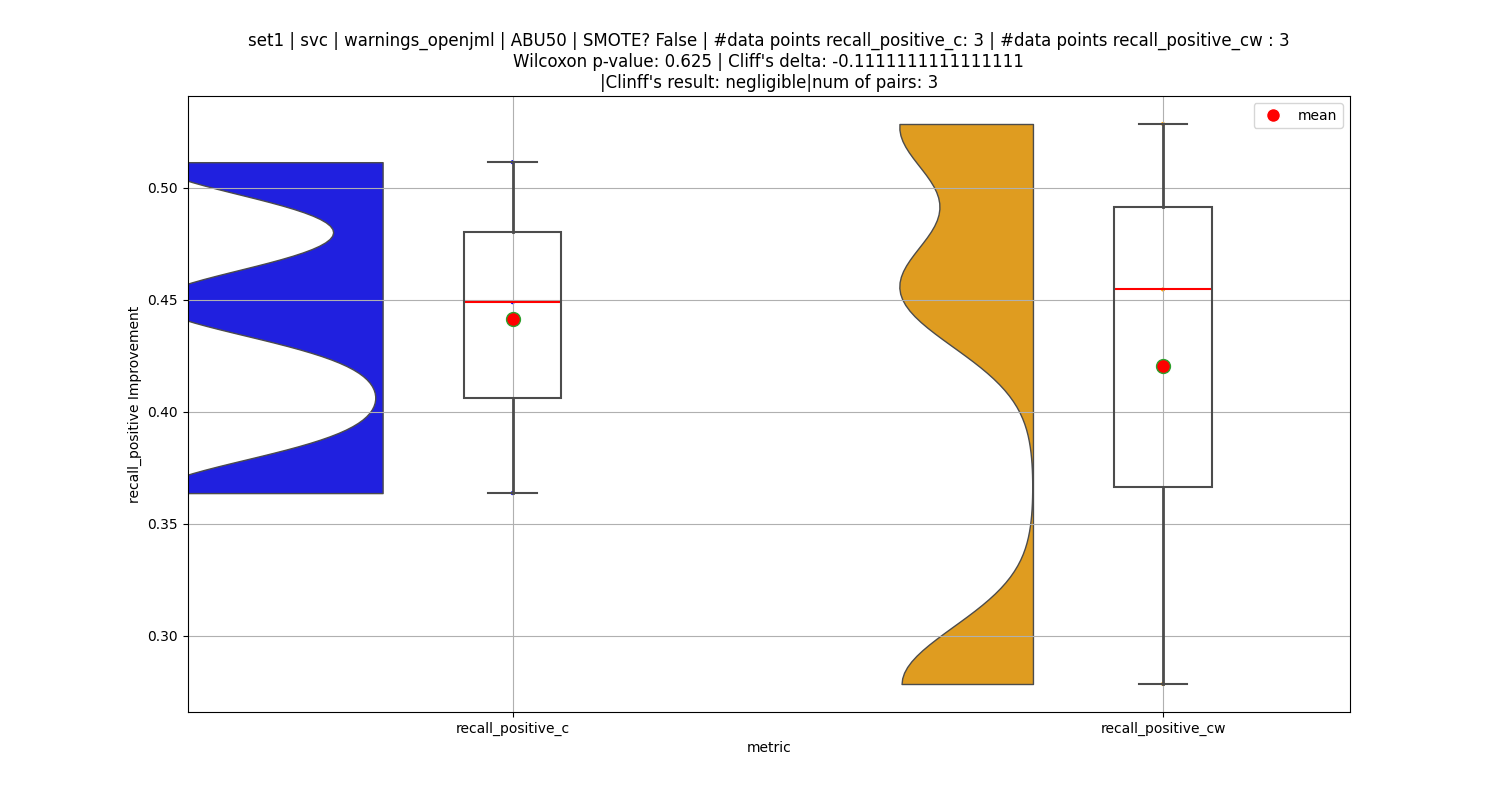 set1 | svc | warnings_openjml | ABU50 | SMOTE? False | #data points recall_positive_c: 3 | #data points recall_positive_cw : 3
Wilcoxon p-value: 0.625 | Cliff's delta: -0.1111111111111111
|Clinff's result: negligible|num of pairs: 3
mean
0.50
0.45
0.40
0.35
0.30
recall_positive Improvement
recall_positive_c
recall_positive_cw
metric